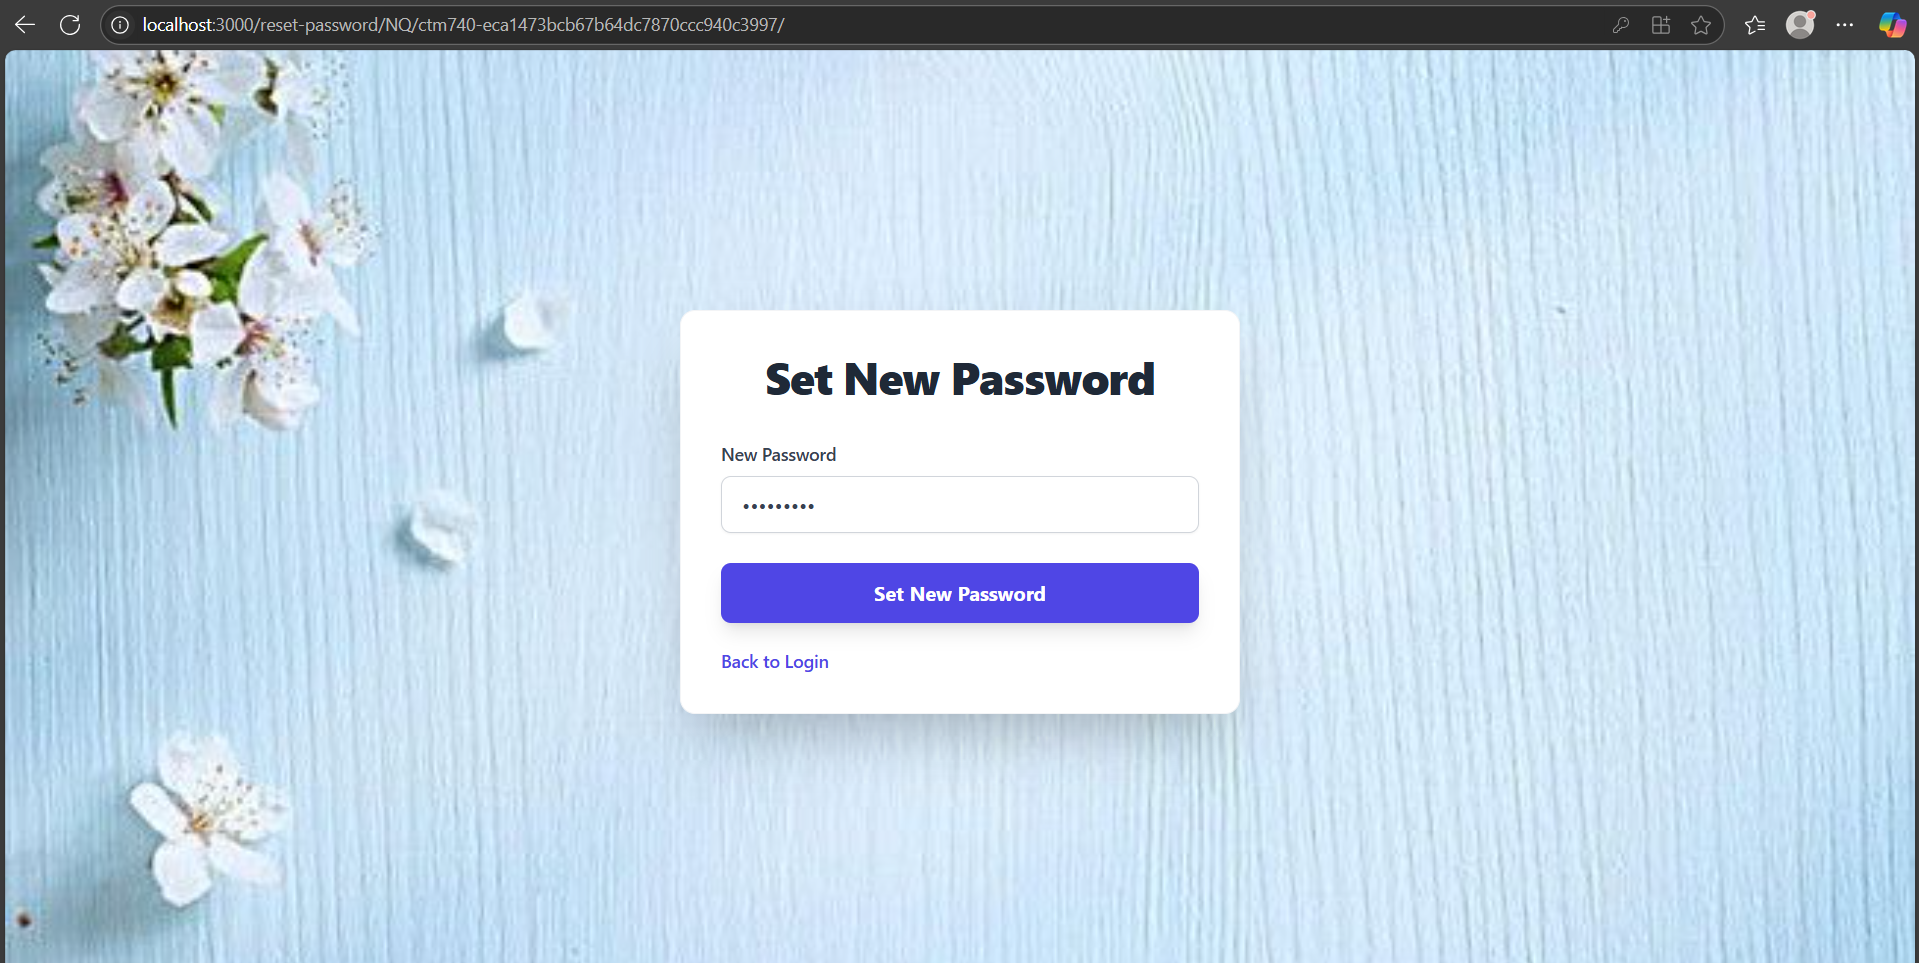 localhost:3000/reset-password/NQ/ctm740-eca1473bcb67b64dc7870ccc940c3997/
Set New Password
New Password
•••••••••
Set New Password
Back to Login